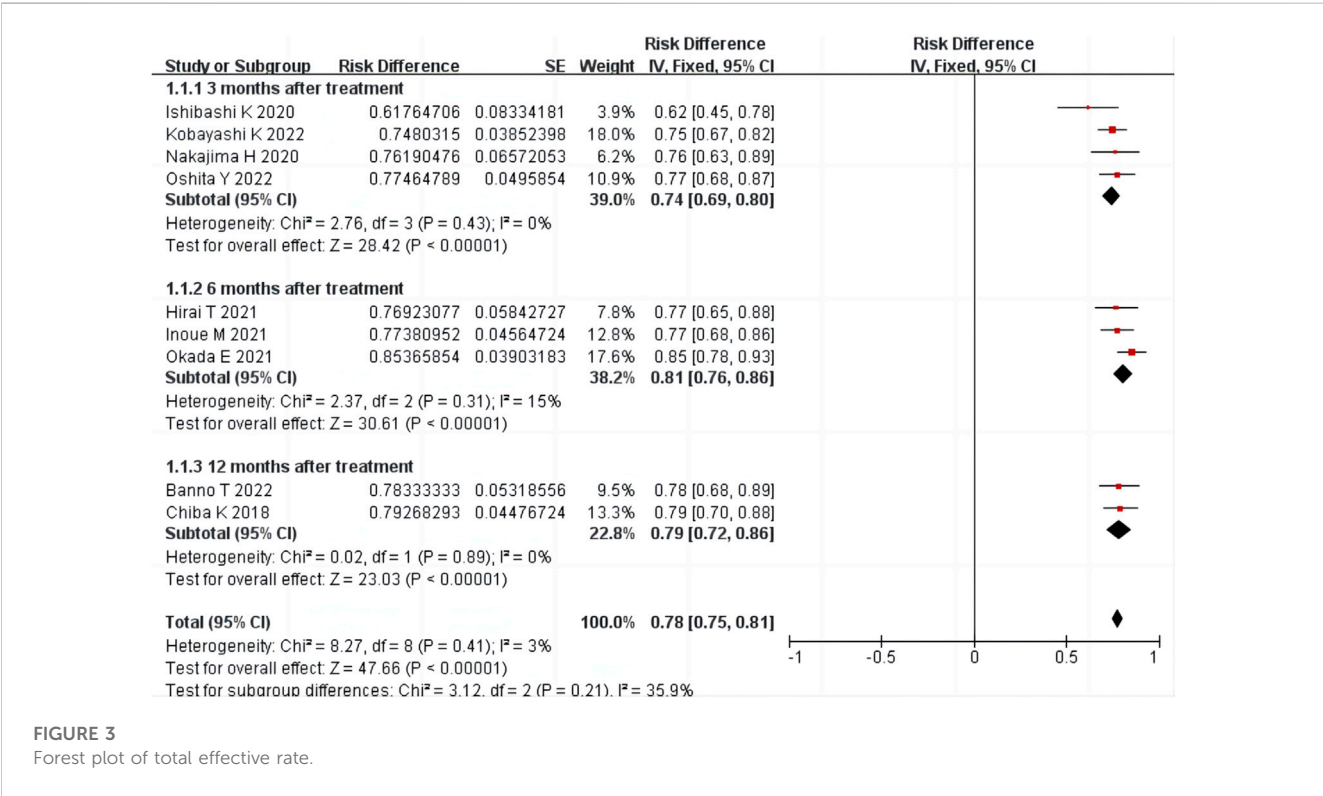 Risk Difference Risk Difference
Study or Subgroup Risk Difference SE Weight IV, Fixed, 95% CI IV, Fixed, 95% CI
1.1.1 3 months after treatment
Ishibashi K 2020 0.61764706 0.08334181 3.9% 0.62 [0.45, 0.78]
Kobayashi K 2022 0.7480315 0.03852398 18.0% 0.75 [0.67, 0.82]
Nakajima H 2020 0.76190476 0.06572053 6.2% 0.76 [0.63, 0.89]
Oshita Y 2022 0.77464789 0.0495854 10.9% 0.77 [0.68, 0.87]
Subtotal (95% CI) 39.0% 0.74 [0.69, 0.80]
Heterogeneity: Chi² = 2.76, df = 3 (P = 0.43); I² = 0%
Test for overall effect: Z = 28.42 (P < 0.00001)
1.1.2 6 months after treatment
Hirai T 2021 0.76923077 0.05842727 7.8% 0.77 [0.65, 0.88]
Inoue M 2021 0.77380952 0.04564724 12.8% 0.77 [0.68, 0.86]
Okada E 2021 0.85365854 0.03903183 17.6% 0.85 [0.78, 0.93]
Subtotal (95% CI) 38.2% 0.81 [0.76, 0.86]
Heterogeneity: Chi² = 2.37, df = 2 (P = 0.31); I² = 15%
Test for overall effect: Z = 30.61 (P < 0.00001)
1.1.3 12 months after treatment
Banno T 2022 0.78333333 0.05318556 9.5% 0.78 [0.68, 0.89]
Chiba K 2018 0.79268293 0.04476724 13.3% 0.79 [0.70, 0.88]
Subtotal (95% CI) 22.8% 0.79 [0.72, 0.86]
Heterogeneity: Chi² = 0.02, df = 1 (P = 0.89); I² = 0%
Test for overall effect: Z = 23.03 (P < 0.00001)
Total (95% CI) 100.0% 0.78 [0.75, 0.81]
Heterogeneity: Chi² = 8.27, df = 8 (P = 0.41); I² = 3%
Test for overall effect: Z = 47.66 (P < 0.00001)
Test for subgroup differences: Chi² = 3.12, df = 2 (P = 0.21), I² = 35.9%
-1 -0.5 0 0.5 1
FIGURE 3
Forest plot of total effective rate.